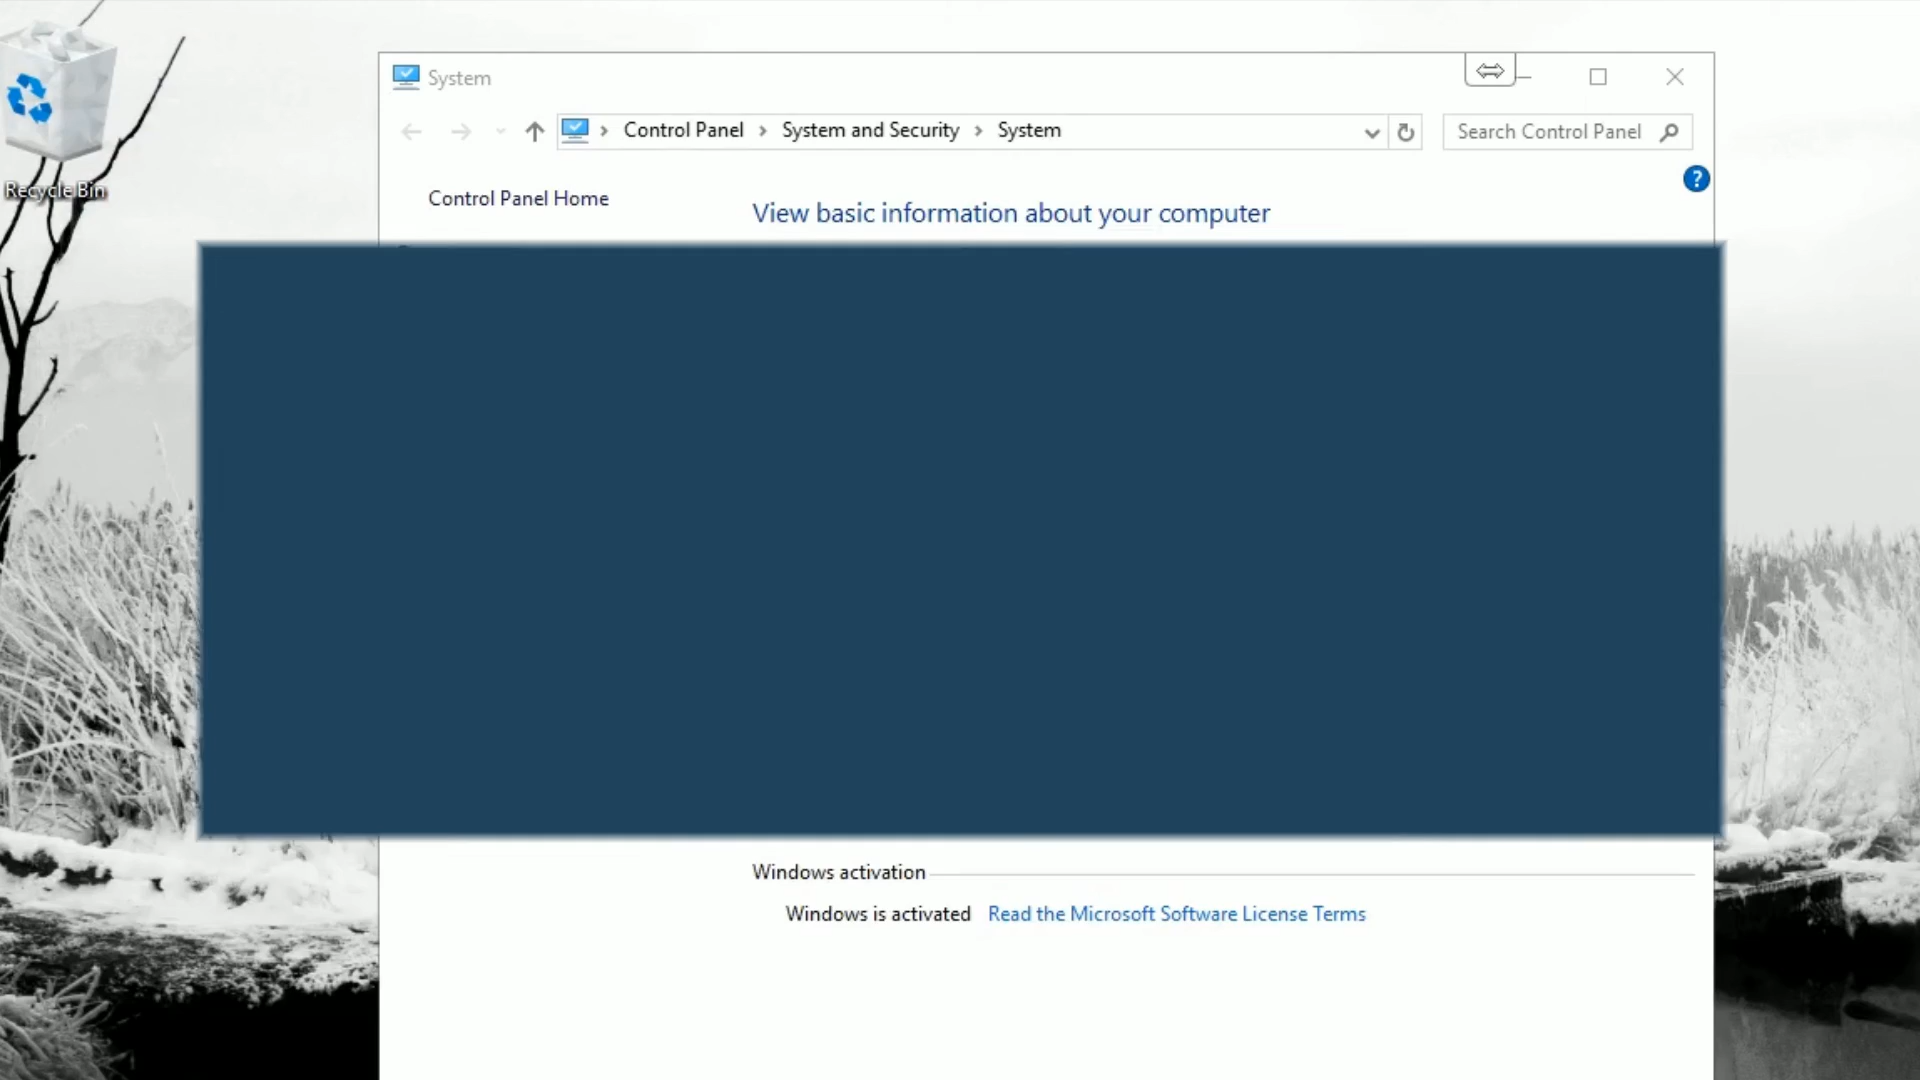 System
Control Panel System and Security System
Search Control Panel
Recycle Bin
Control Panel Home
View basic information about your computer
?
Windows activation
Windows is activated Read the Microsoft Software License Terms